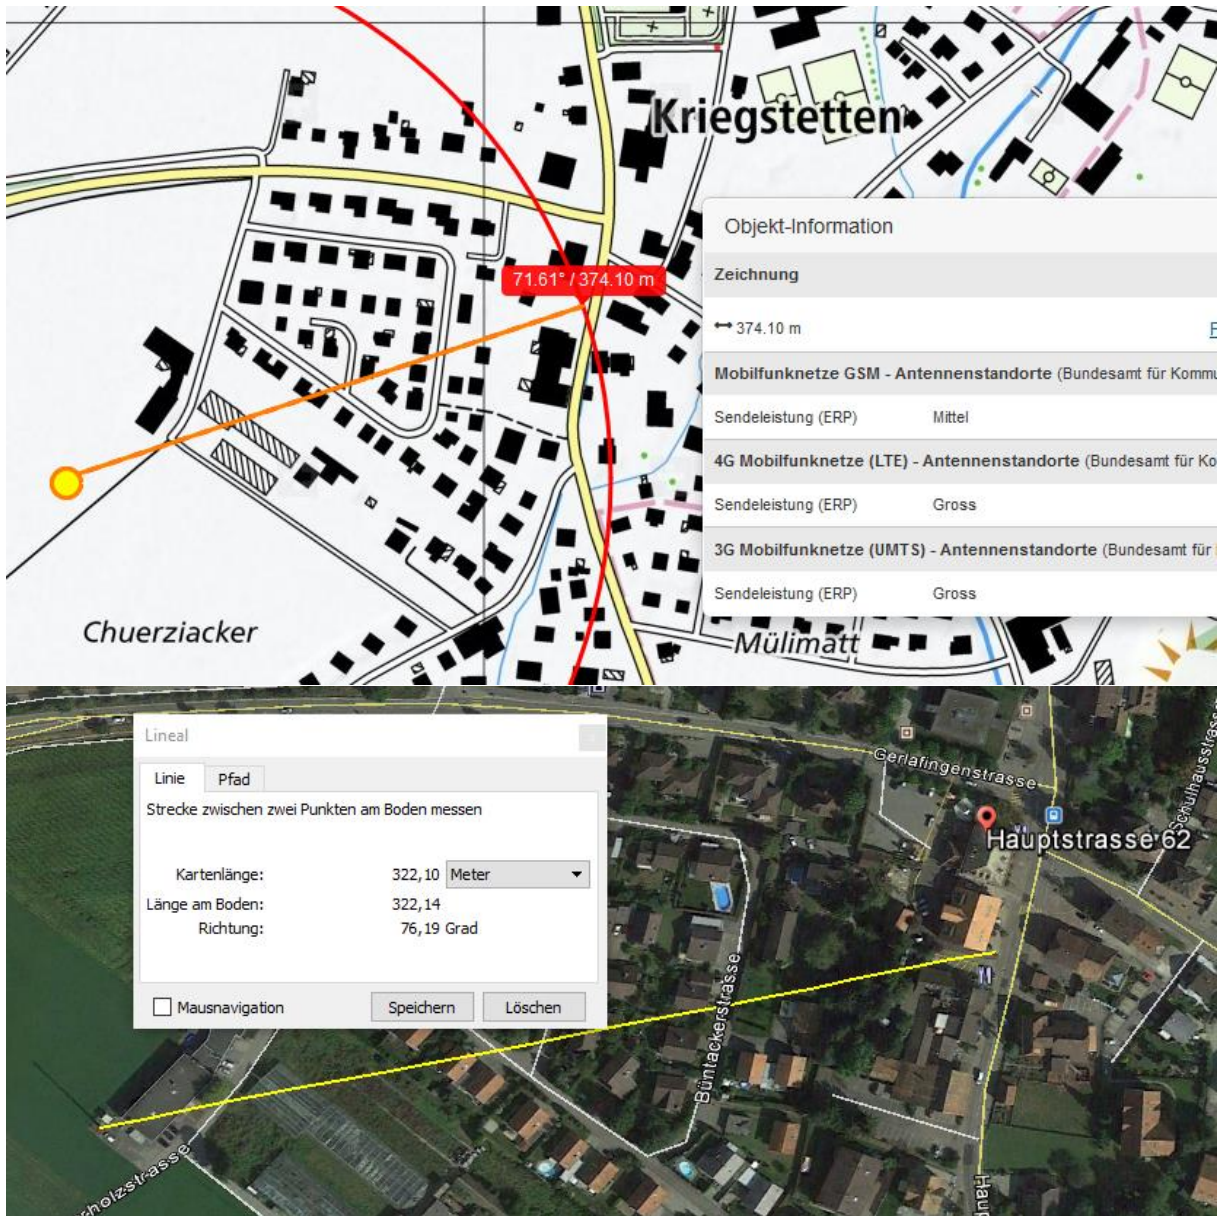 Kriegstetten
Objekt-Information
Zeichnung
71.61° / 374.10 m
374.10 m
Mobilfunknetze GSM - Antennenstandorte (Bundesamt für
Sendeleistung (ERP) Mittel
4G Mobilfunknetze (LTE) - Antennenstandorte (Bundesamt für
Sendeleistung (ERP) Gross
3G Mobilfunknetze (UMTS) - Antennenstandorte (Bundesamt für
Sendeleistung (ERP) Gross
Chuerziacker
Mülimatt
Lineal
Linie Pfad
Strecke zwischen zwei Punkten am Boden messen
Kartenlänge: 322,10 Meter
Länge am Boden: 322,14
Richtung: 76,19 Grad
Mausnavigation Speichern Löschen
Gerlafingenstrasse
Schulhausstrasse
Hauptstrasse 62
Büntackerstrasse
rholzstrasse
Haup